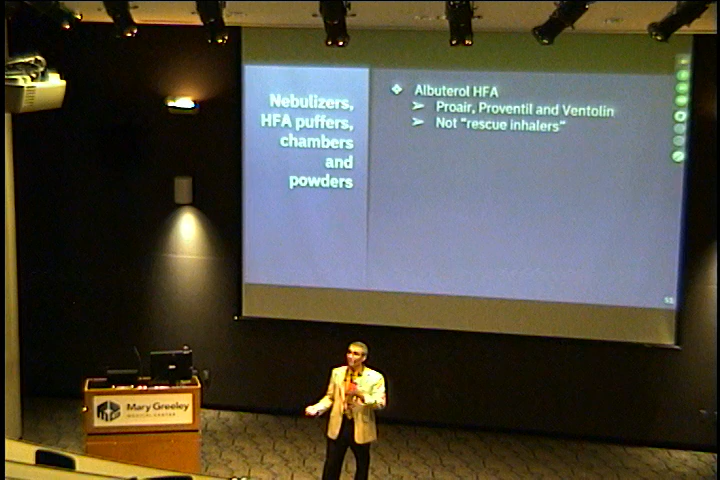 Nebulizers,
HFA puffers,
chambers
and
powders
❖ Albuterol HFA
➢ Proair, Proventil and Ventolin
➢ Not "rescue inhalers"
53
Mary Greeley
MEDICAL CENTER